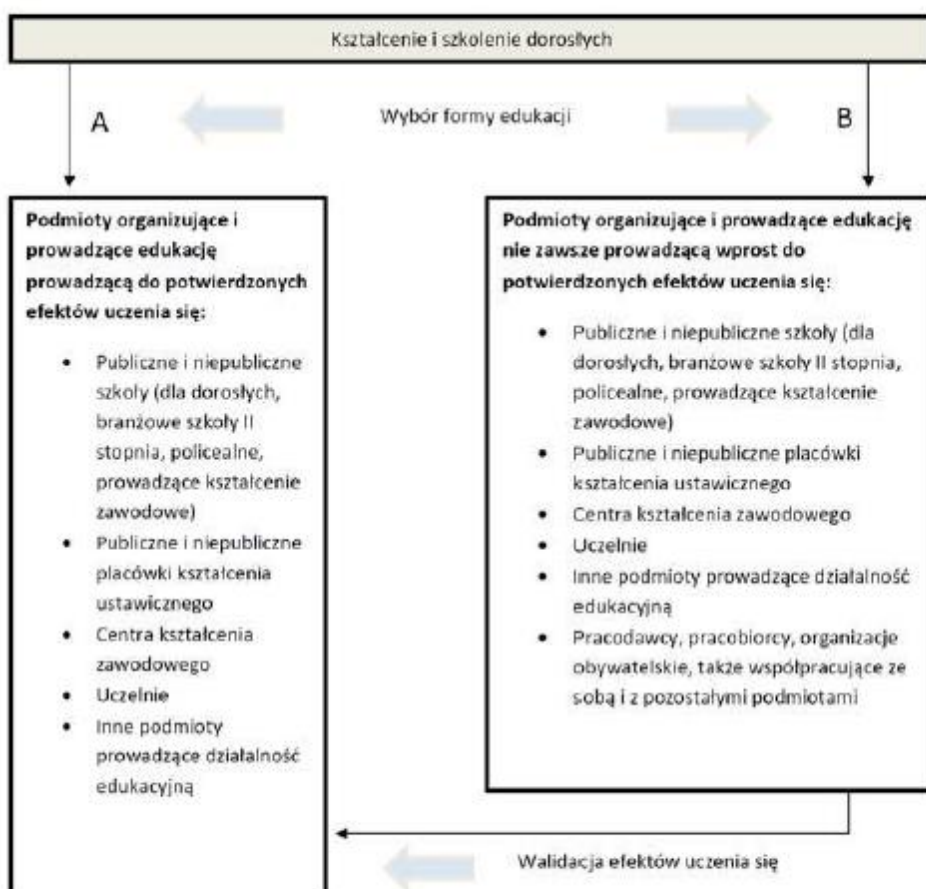 Kształcenie i szkolenie dorosłych
A
Wybór formy edukacji
B
Podmioty organizujące i
prowadzące edukację
prowadzącą do potwierdzonych
efektów uczenia się:
• Publiczne i niepubliczne
szkoły (dla dorosłych,
branżowe szkoły II
stopnia, policealne,
prowadzące kształcenie
zawodowe)
• Publiczne i niepubliczne
placówki kształcenia
ustawicznego
• Centra kształcenia
zawodowego
• Uczelnie
• Inne podmioty
prowadzące działalność
edukacyjną
Podmioty organizujące i prowadzące edukację
nie zawsze prowadzącą wprost do
potwierdzonych efektów uczenia się:
• Publiczne i niepubliczne szkoły (dla
dorosłych, branżowe szkoły II stopnia,
policealne, prowadzące kształcenie
zawodowe)
• Publiczne i niepubliczne placówki
kształcenia ustawicznego
• Centra kształcenia zawodowego
• Uczelnie
• Inne podmioty prowadzące działalność
edukacyjną
• Pracodawcy, pracobiorcy, organizacje
obywatelskie, także współpracujące ze
sobą i z pozostałymi podmiotami
Walidacja efektów uczenia się